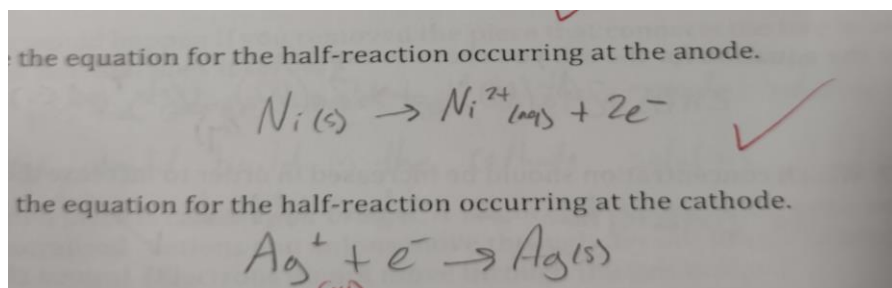 the equation for the half-reaction occurring at the anode.
Ni (s) → Ni²⁺ (aq) + 2e⁻
the equation for the half-reaction occurring at the cathode.
Ag⁺ + e⁻ → Ag(s)